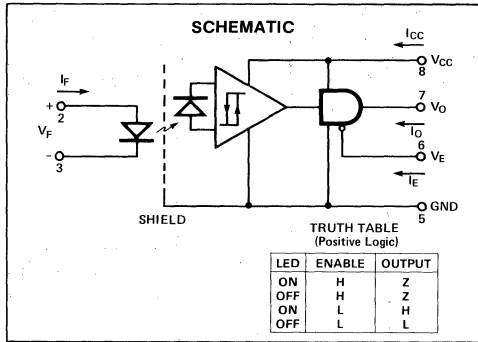 SCHEMATIC
ICC
8 VCC
IF
+ 2
VF
- 3
7 VO
IO
6 VE
IE
5 GND
SHIELD
TRUTH TABLE
(Positive Logic)
LED ENABLE OUTPUT
ON H Z
OFF H Z
ON L H
OFF L L